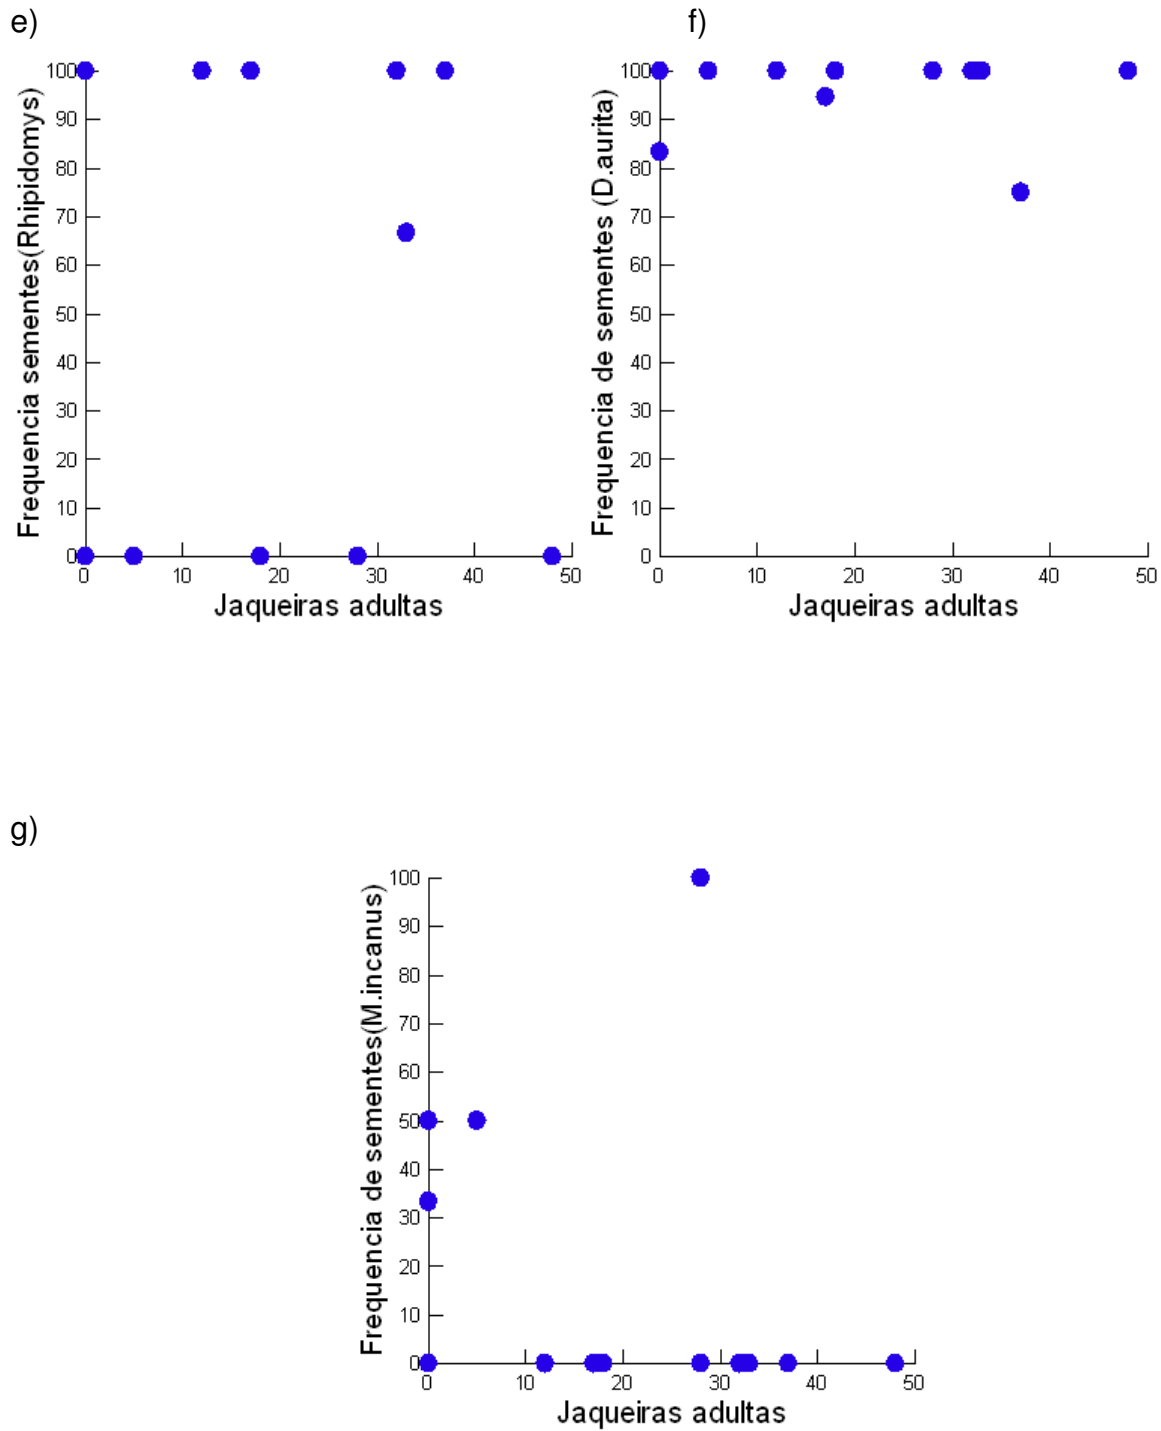 e)
f)
Frequencia sementes(Rhipidomys)
100
90
80
70
60
50
40
30
20
10
0
0 10 20 30 40 50
Jaqueiras adultas
Frequencia de sementes (D.aurita)
100
90
80
70
60
50
40
30
20
10
0
0 10 20 30 40 50
Jaqueiras adultas
g)
Frequencia de sementes(M.incanus)
100
90
80
70
60
50
40
30
20
10
0
0 10 20 30 40 50
Jaqueiras adultas